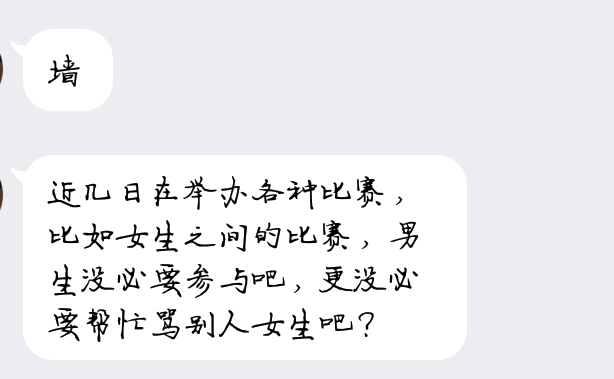 墙
近几日在举办各种比赛，
比如女生之间的比赛，男
生没必要参与吧，更没必
要帮忙骂别人女生吧？